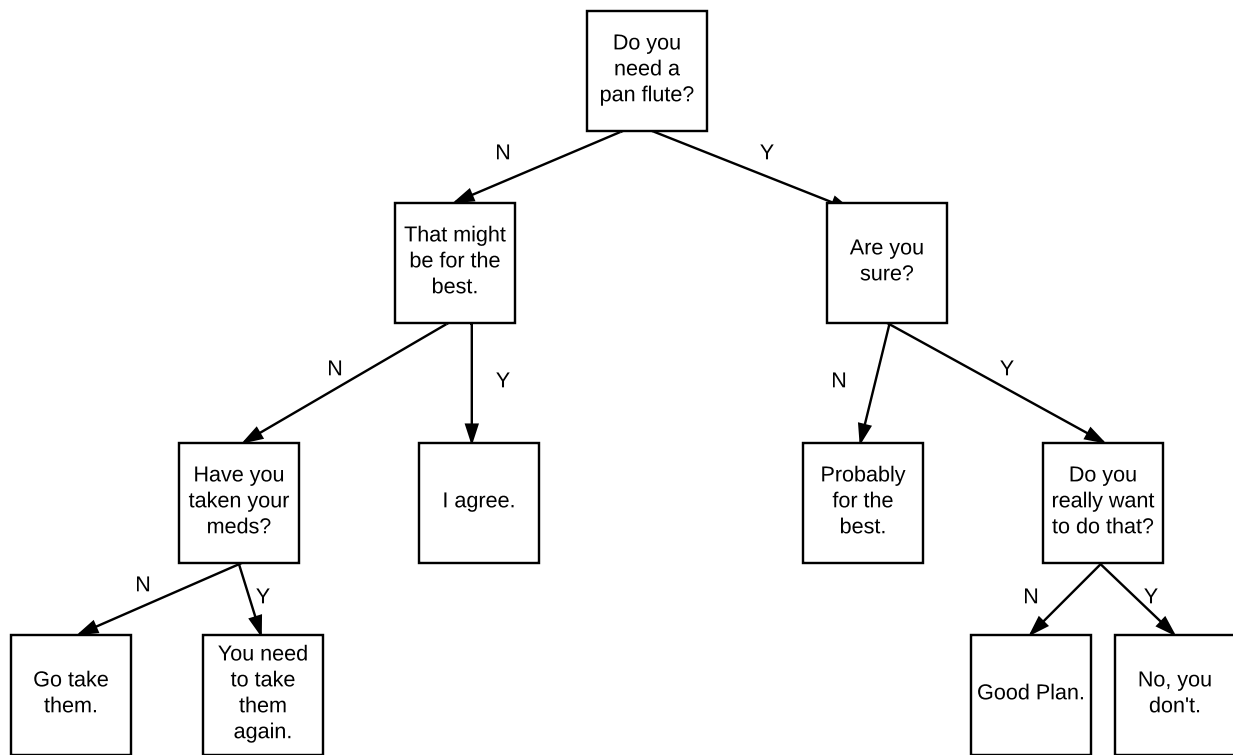 Do you
need a
pan flute?
N
Y
That might
be for the
best.
Are you
sure?
N
Y
N
Y
Have you
taken your
meds?
I agree.
Probably
for the
best.
Do you
really want
to do that?
N
Y
N
Y
Go take
them.
You need
to take
them
again.
Good Plan.
No, you
don't.